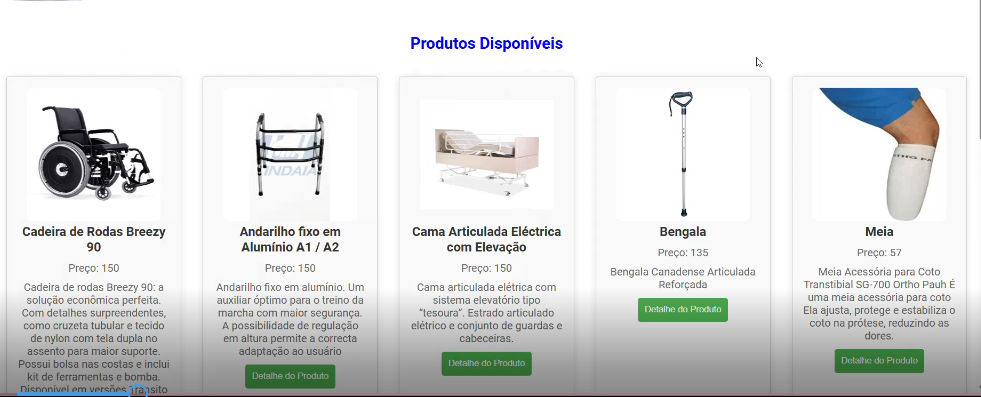 Produtos Disponíveis
Cadeira de Rodas Breezy
90
Preço: 150
Cadeira de rodas Breezy 90: a
solução econômica perfeita.
Com detalhes surpreendentes,
como cruzeta tubular e tecido
de nylon com tela dupla no
assento para maior suporte.
Possui bolsa nas costas e inclui
kit de ferramentas e bomba.
Disponível em versões Trânsito
Andarilho fixo em
Alumínio A1 / A2
Preço: 150
Andarilho fixo em alumínio. Um
auxiliar óptimo para o treino da
marcha com maior segurança.
A possibilidade de regulação
em altura permite a correcta
adaptação ao usuário
Detalhe do Produto
Cama Articulada Eléctrica
com Elevação
Preço: 150
Cama articulada elétrica com
sistema elevatório tipo
"tesoura". Estrado articulado
elétrico e conjunto de guardas e
cabeceiras.
Detalhe do Produto
Bengala
Preço: 135
Bengala Canadense Articulada
Reforçada
Detalhe do Produto
Meia
Preço: 57
Meia Acessória para Coto
Transtibial SG-700 Ortho Pauh É
uma meia acessória para coto
Ela ajusta, protege e estabiliza o
coto na prótese, reduzindo as
dores.
Detalhe do Produto